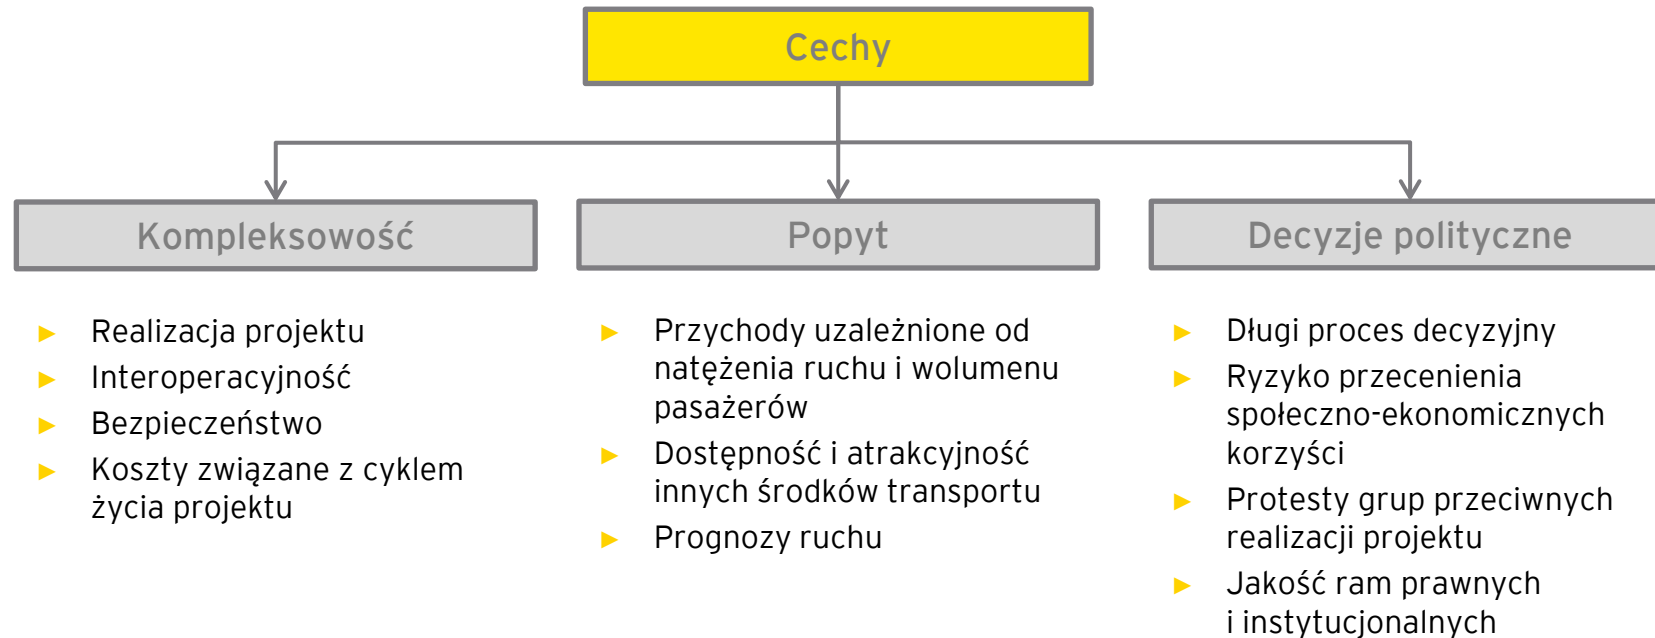 Cechy
Kompleksowość
Popyt
Decyzje polityczne
► Realizacja projektu
► Interoperacyjność
► Bezpieczeństwo
► Koszty związane z cyklem
życia projektu
► Przychody uzależnione od
natężenia ruchu i wolumenu
pasażerów
► Dostępność i atrakcyjność
innych środków transportu
► Prognozy ruchu
► Długi proces decyzyjny
► Ryzyko przecenienia
społeczno-ekonomicznych
korzyści
► Protesty grup przeciwnych
realizacji projektu
► Jakość ram prawnych
i instytucjonalnych